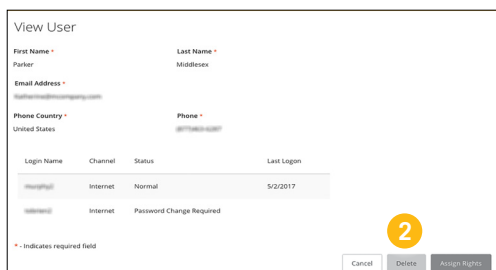 View User
First Name * Last Name *
Parker Middlesex
Email Address *
Phone Country * Phone *
United States
Login Name Channel Status Last Logon
Internet Normal 5/2/2017
Internet Password Change Required
* - Indicates required field
2
Cancel Delete Assign Rights